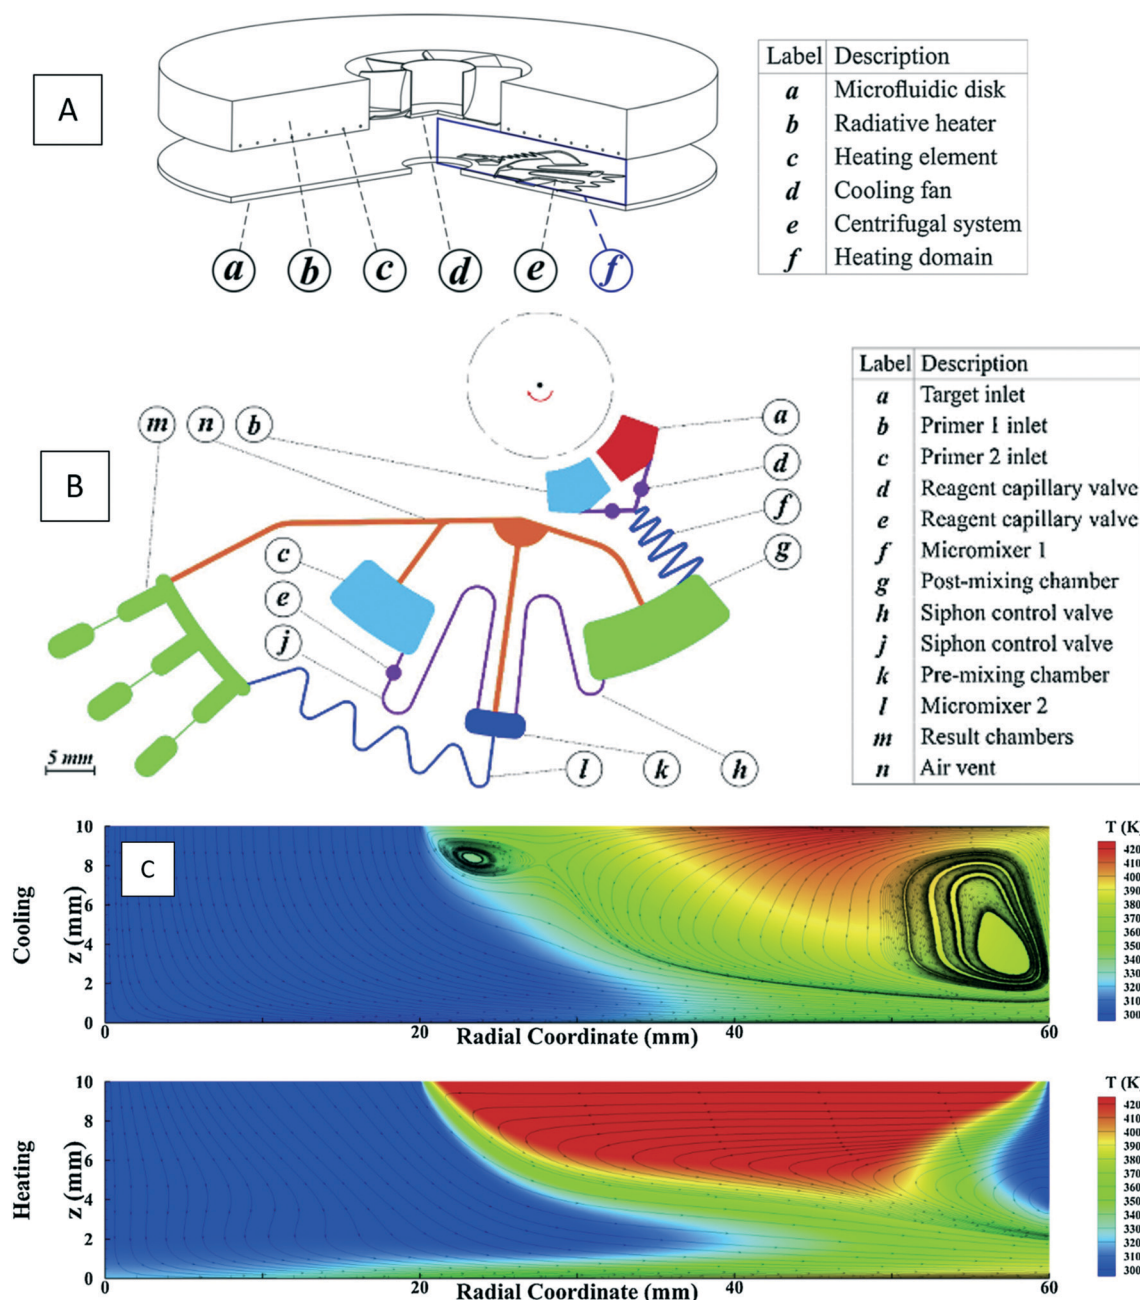 A
Label Description
a Microfluidic disk
b Radiative heater
c Heating element
d Cooling fan
e Centrifugal system
f Heating domain
a b c d e f
B
m n b a
d
f
c g
e
j
5 mm
l k h
Label Description
a Target inlet
b Primer 1 inlet
c Primer 2 inlet
d Reagent capillary valve
e Reagent capillary valve
f Micromixer 1
g Post-mixing chamber
h Siphon control valve
j Siphon control valve
k Pre-mixing chamber
l Micromixer 2
m Result chambers
n Air vent
C
Cooling
z (mm)
10
8
6
4
2
0
0 20 40 60
Radial Coordinate (mm)
T (K)
420
410
400
390
380
370
360
350
340
330
320
310
300
Heating
z (mm)
10
8
6
4
2
0
0 20 40 60
Radial Coordinate (mm)
T (K)
420
410
400
390
380
370
360
350
340
330
320
310
300